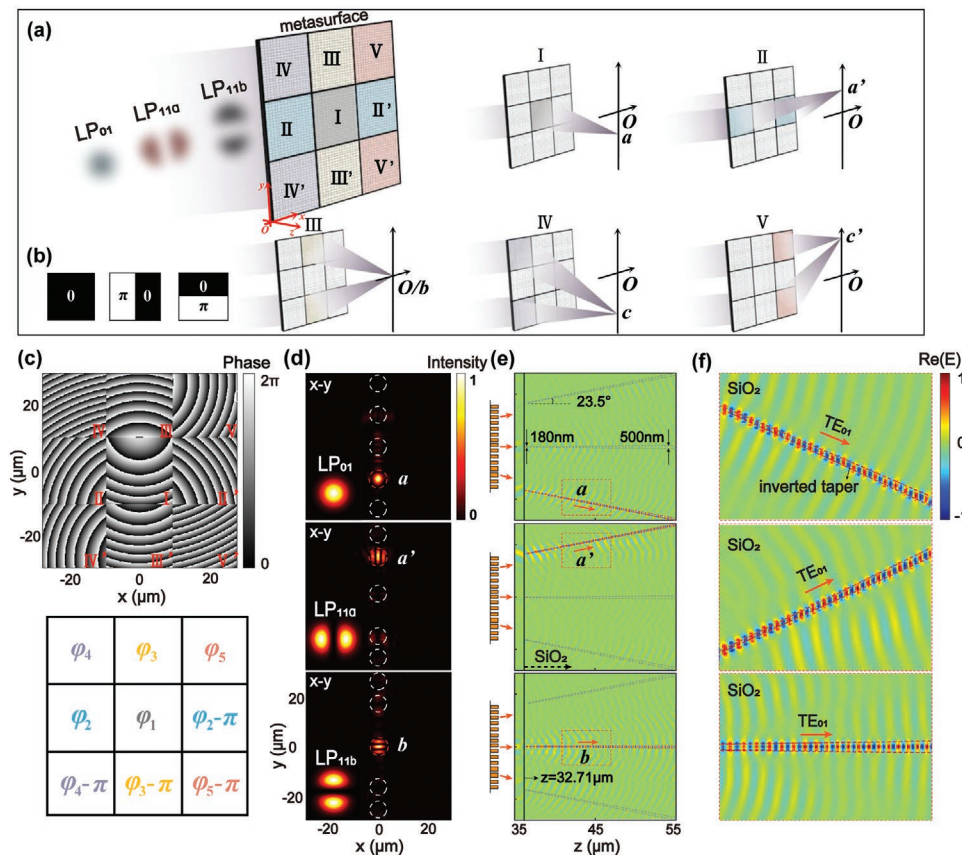 (a)
metasurface
LP01
LP11a
LP11b
IV
III
V
II
I
II'
IV'
III'
V'
y
x
z
O
I
O
a
II
a'
O
(b)
0
π
0
0
π
III
O/b
IV
O
c
V
c'
O
(c)
Phase
2π
0
20
0
-20
y (μm)
IV
III
V
II
I
II'
IV'
III'
V'
-20
0
20
x (μm)
φ4
φ3
φ5
φ2
φ1
φ2-π
φ4-π
φ3-π
φ5-π
(d)
Intensity
1
0
x-y
LP01
a
x-y
a'
LP11a
x-y
b
LP11b
20
0
-20
y (μm)
-20
0
20
x (μm)
(e)
23.5°
180nm
500nm
a
a'
SiO₂
b
z=32.71μm
35
45
55
z (μm)
(f)
Re(E)
1
0
-1
SiO₂
TE01
inverted taper
SiO₂
TE01
SiO₂
TE01